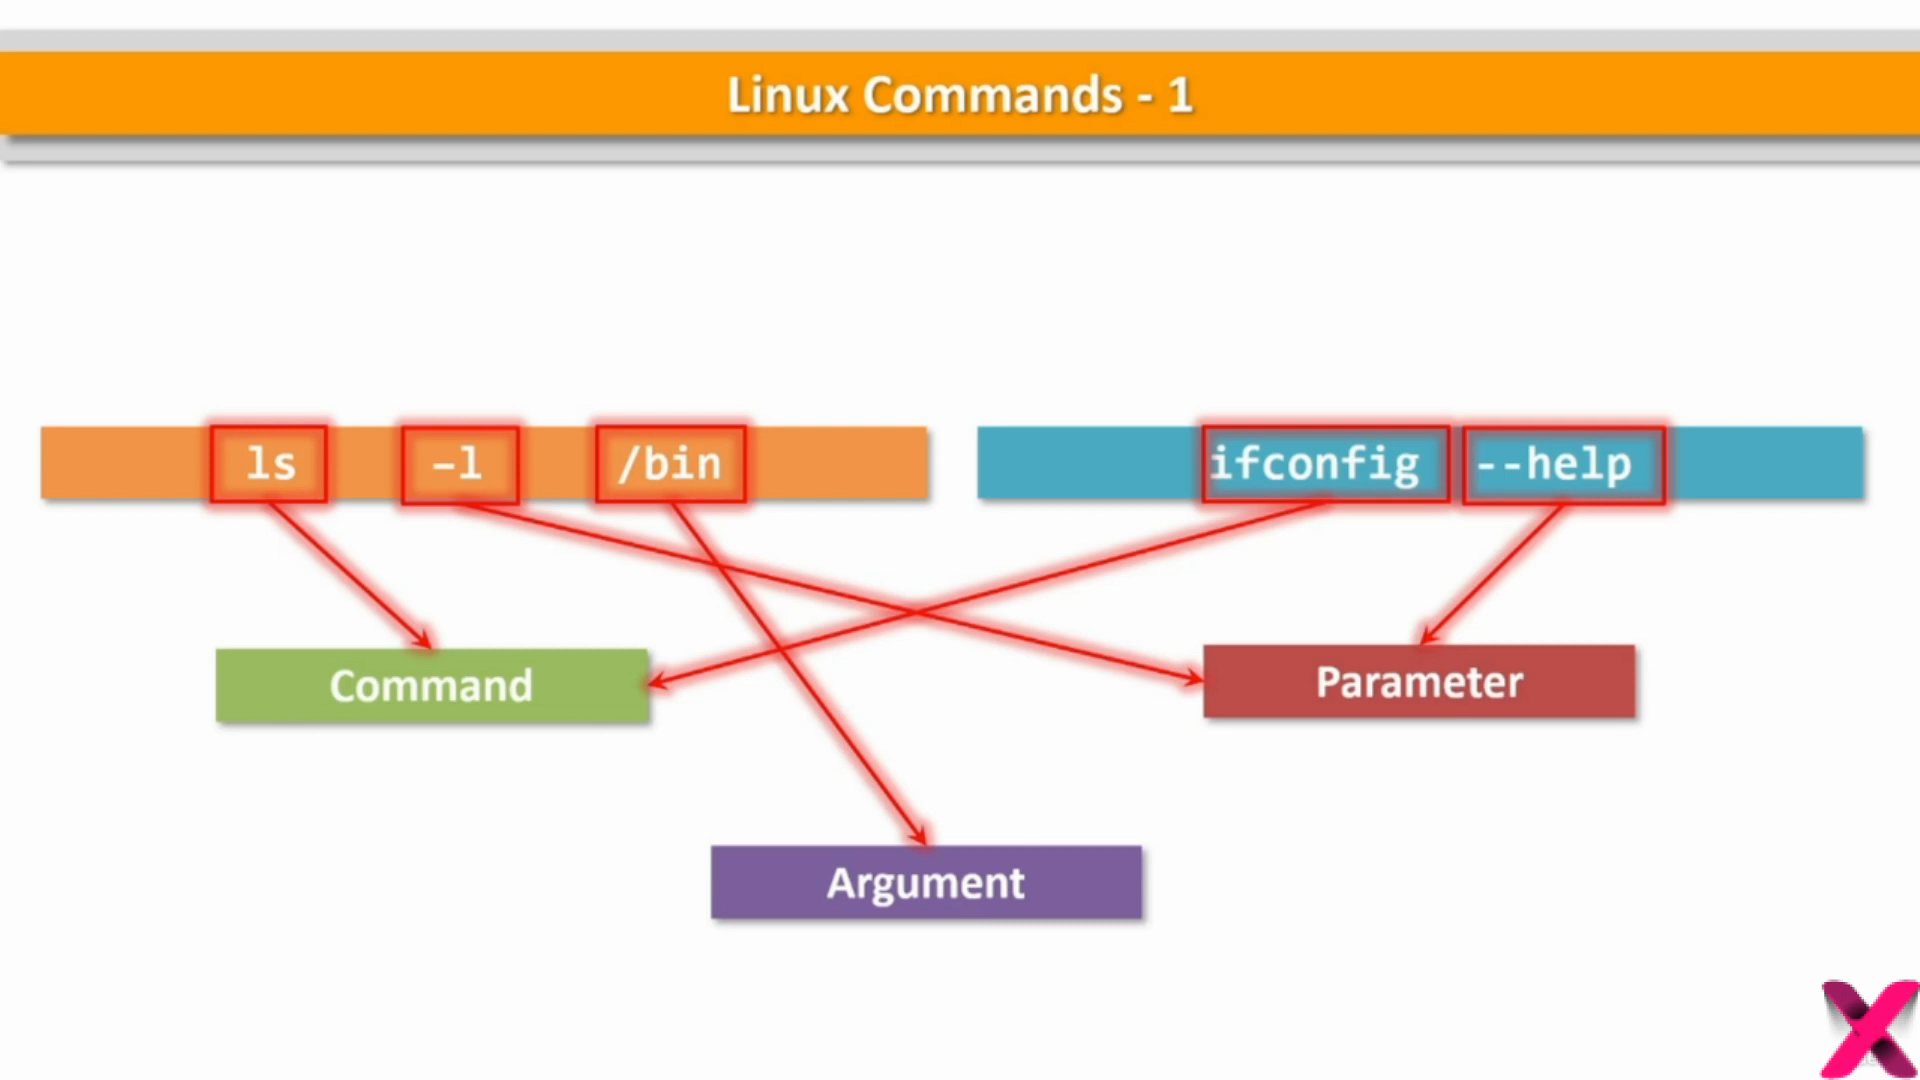 Linux Commands - 1
ls –l /bin
ifconfig --help
Command
Parameter
Argument